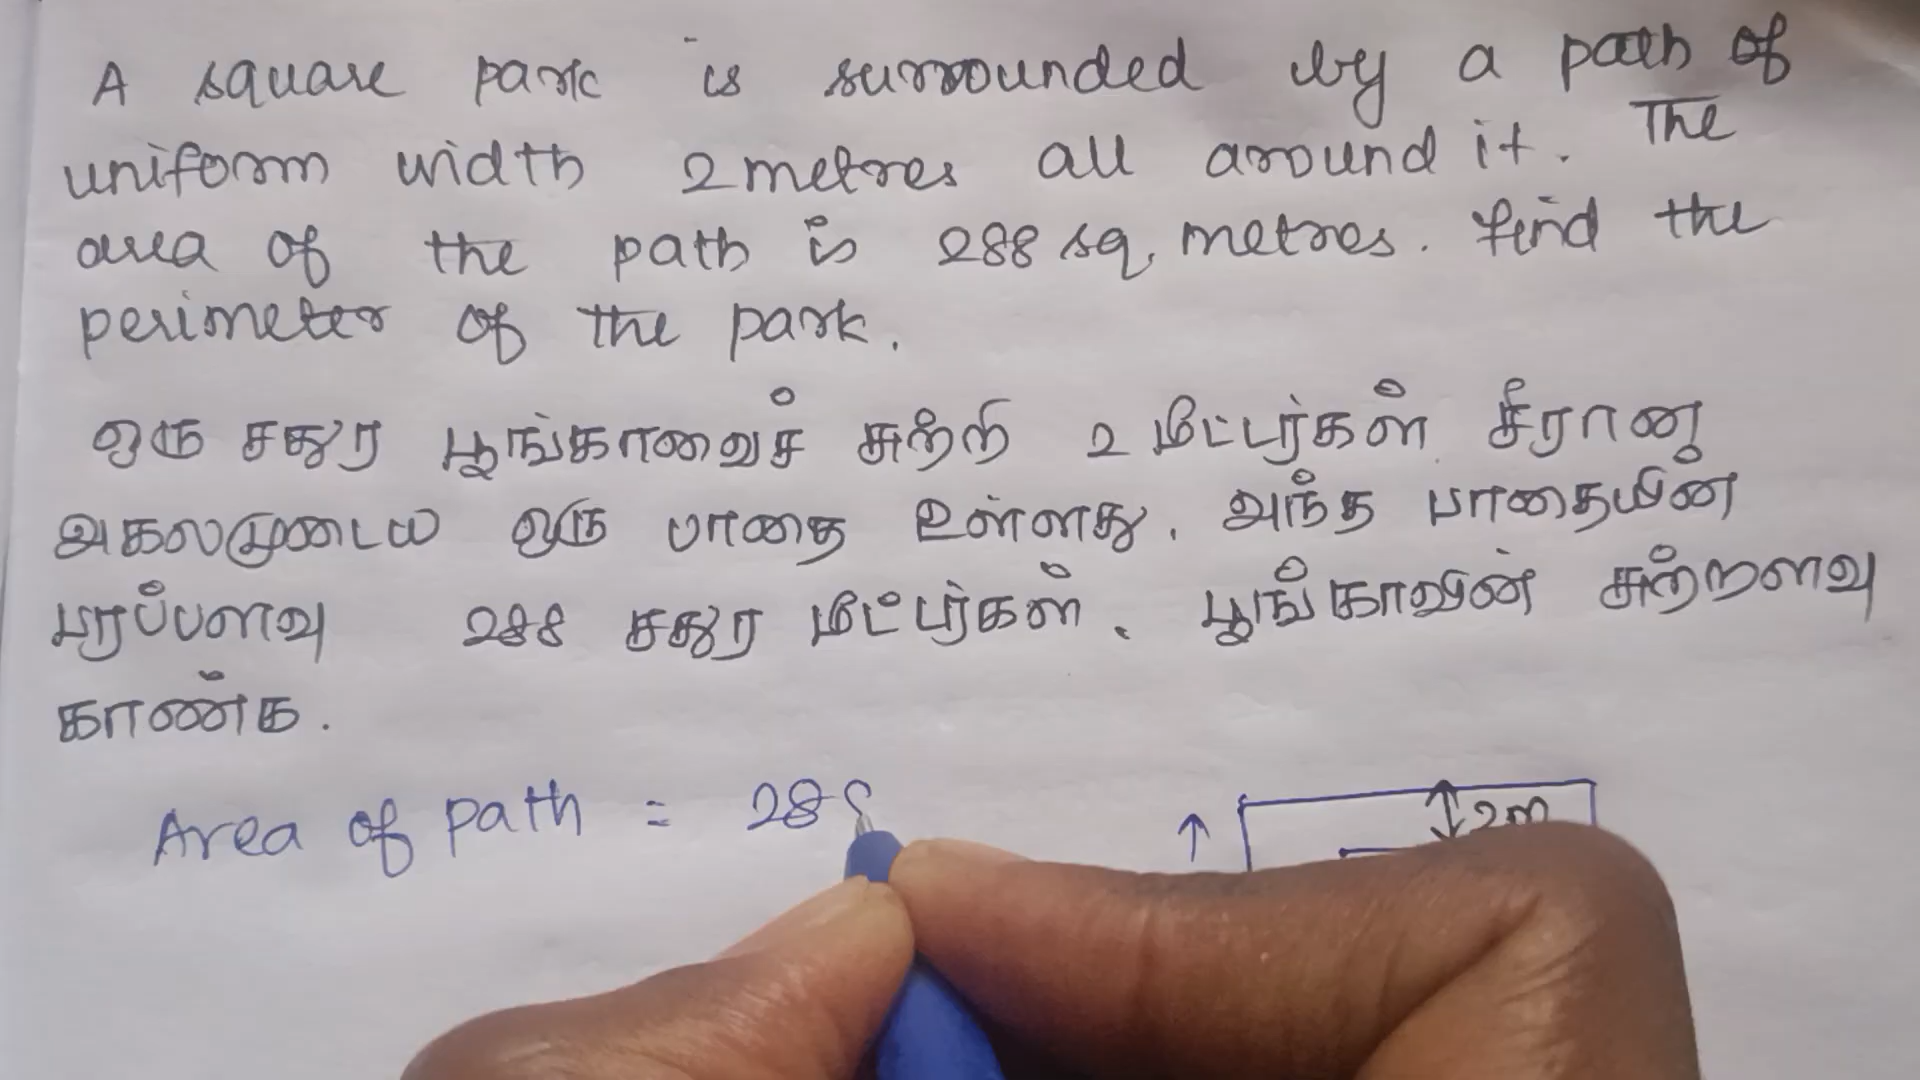 A square park is surrounded by a path of
uniform width 2 metres all around it. The
area of the path is 288 sq. metres. Find the
perimeter of the park.
ஒரு சதுர பூங்காவைச் சுற்றி 2 மீட்டர்கள் சீரான
அகலமுடைய ஒரு பாதை உள்ளது. அந்த பாதையின்
பரப்பளவு 288 சதுர மீட்டர்கள். பூங்காவின் சுற்றளவு
காண்க.
Area of path = 288
2m